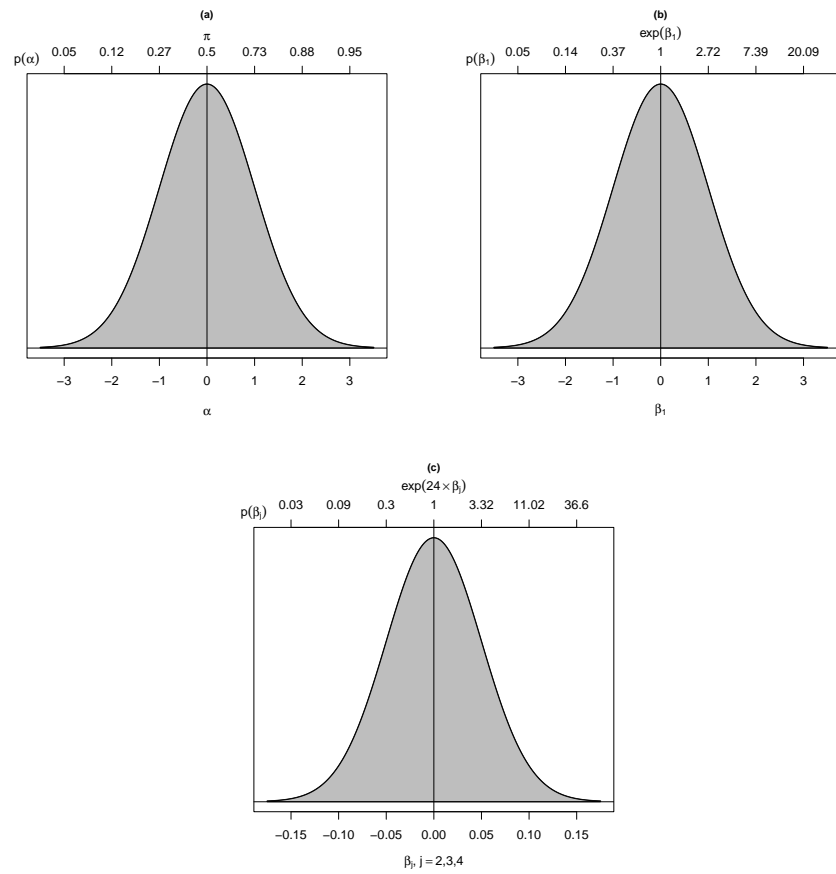 (a)
π
p(α) 0.05 0.12 0.27 0.5 0.73 0.88 0.95
−3 −2 −1 0 1 2 3
α
(b)
exp(β₁)
p(β₁) 0.05 0.14 0.37 1 2.72 7.39 20.09
−3 −2 −1 0 1 2 3
β₁
(c)
exp(24×βⱼ)
p(βⱼ) 0.03 0.09 0.3 1 3.32 11.02 36.6
−0.15 −0.10 −0.05 0.00 0.05 0.10 0.15
βⱼ, j = 2,3,4